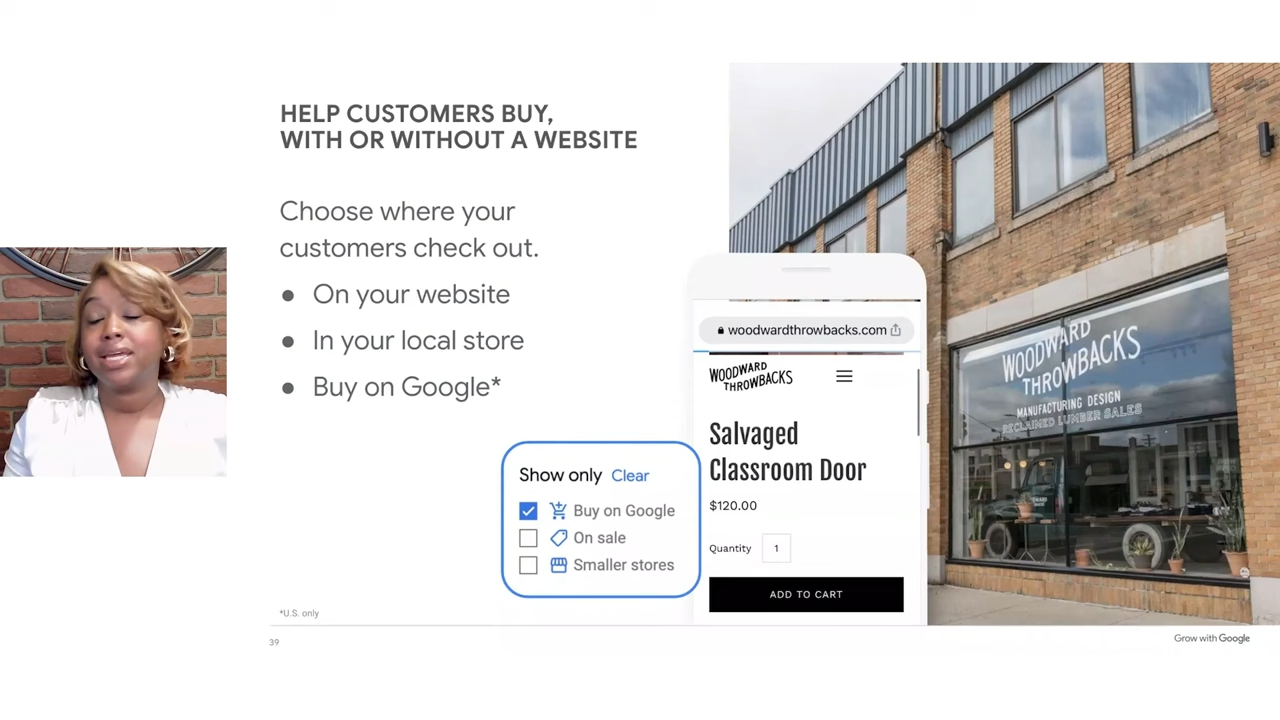 HELP CUSTOMERS BUY,
WITH OR WITHOUT A WEBSITE
Choose where your
customers check out.
● On your website
● In your local store
● Buy on Google*
Show only Clear
Buy on Google
On sale
Smaller stores
*U.S. only
39
woodwardthrowbacks.com
WOODWARD
THROWBACKS
Salvaged
Classroom Door
$120.00
Quantity 1
ADD TO CART
WOODWARD
THROWBACKS
MANUFACTURING DESIGN
RECLAIMED LUMBER SALES
Grow with Google